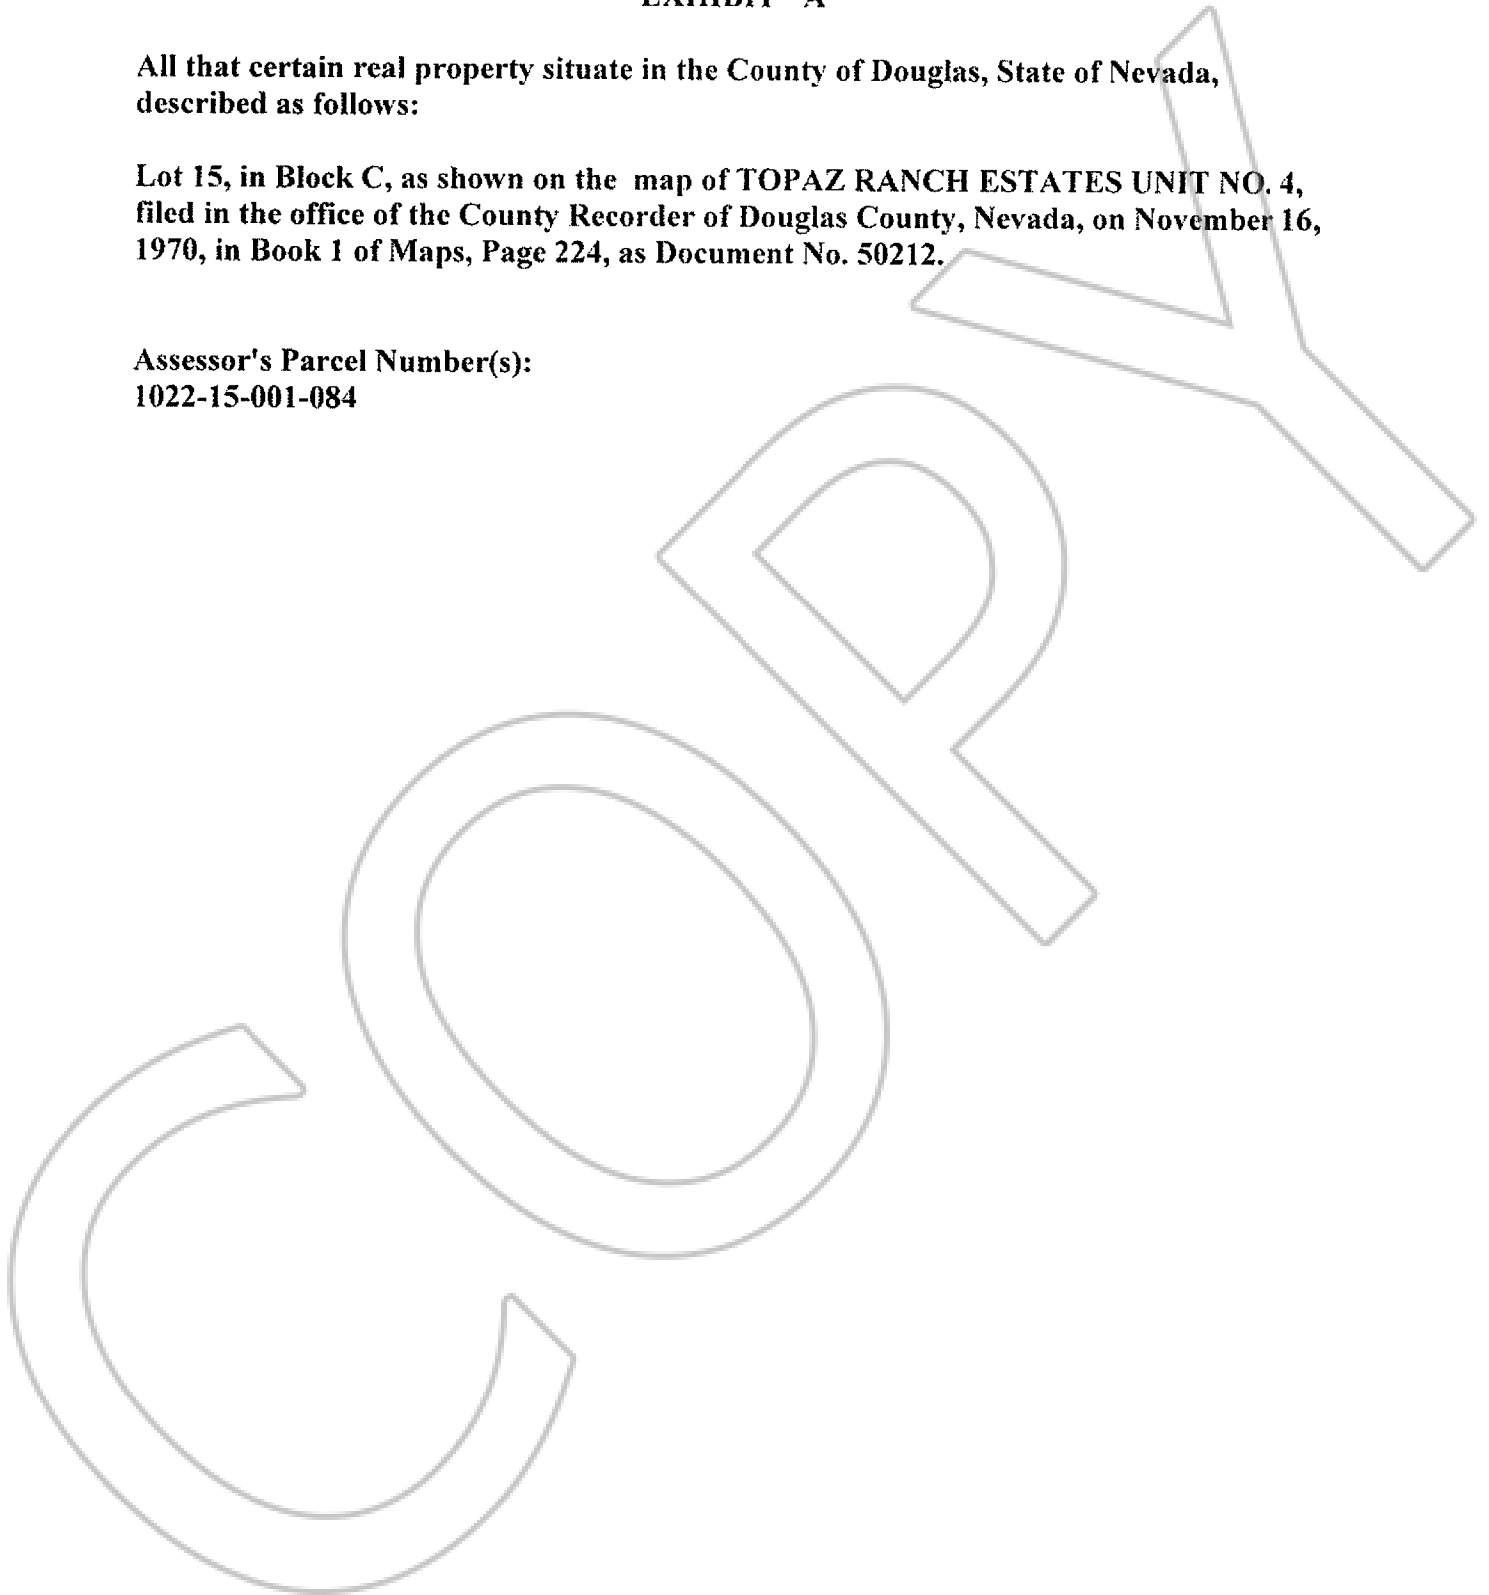 EXHIBIT "A"
All that certain real property situate in the County of Douglas, State of Nevada,
described as follows:
Lot 15, in Block C, as shown on the map of TOPAZ RANCH ESTATES UNIT NO. 4,
filed in the office of the County Recorder of Douglas County, Nevada, on November 16,
1970, in Book 1 of Maps, Page 224, as Document No. 50212.
Assessor's Parcel Number(s):
1022-15-001-084
COPY